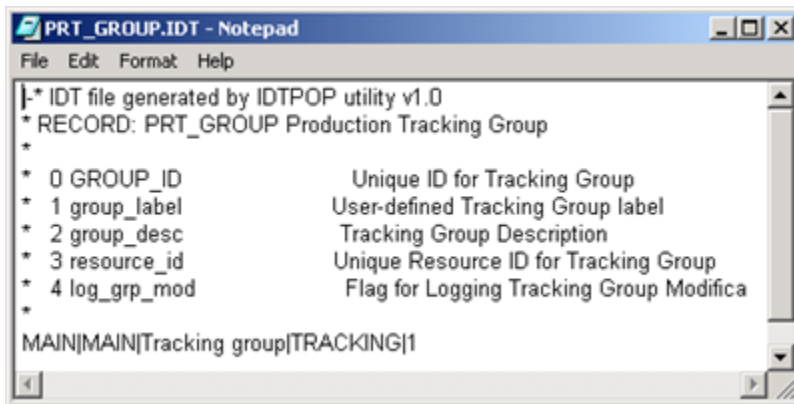 PRT_GROUP.IDT - Notepad
File Edit Format Help
-* IDT file generated by IDTPOP utility v1.0
* RECORD: PRT_GROUP Production Tracking Group
*
* 0 GROUP_ID Unique ID for Tracking Group
* 1 group_label User-defined Tracking Group label
* 2 group_desc Tracking Group Description
* 3 resource_id Unique Resource ID for Tracking Group
* 4 log_grp_mod Flag for Logging Tracking Group Modifica
*
MAIN|MAIN|Tracking group|TRACKING|1